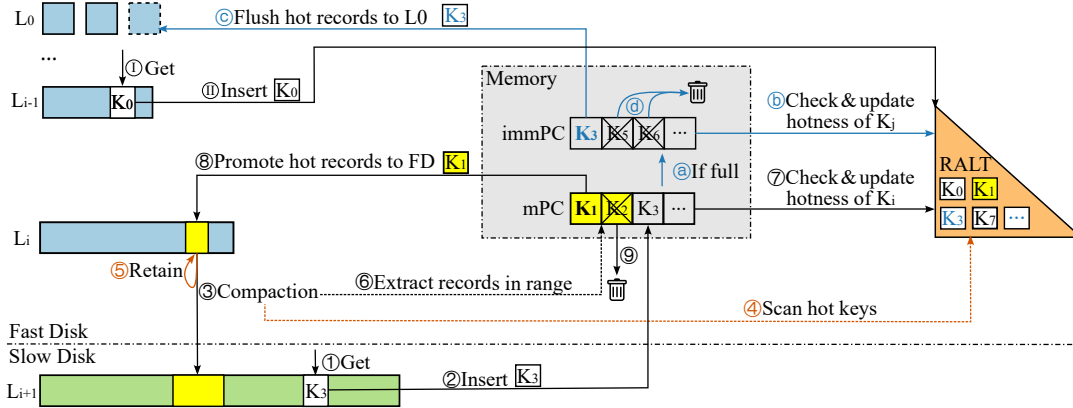 L0
ⓒFlush hot records to L0 K3
...
ⒾGet
Li-1
K0
ⓘⓘInsert K0
Memory
ⓓ
immPC
K3 K5 K6 ...
ⓑCheck & update
hotness of Kj
ⓐIf full
⑧Promote hot records to FD K1
mPC
K1 K2 K3 ...
⑦Check & update
hotness of Ki
RALT
K0 K1
K3 K7 ...
Li
⑤Retain
⑨
③Compaction
⑥Extract records in range
④Scan hot keys
Fast Disk
Slow Disk
①Get
Li+1
K3
②Insert K3